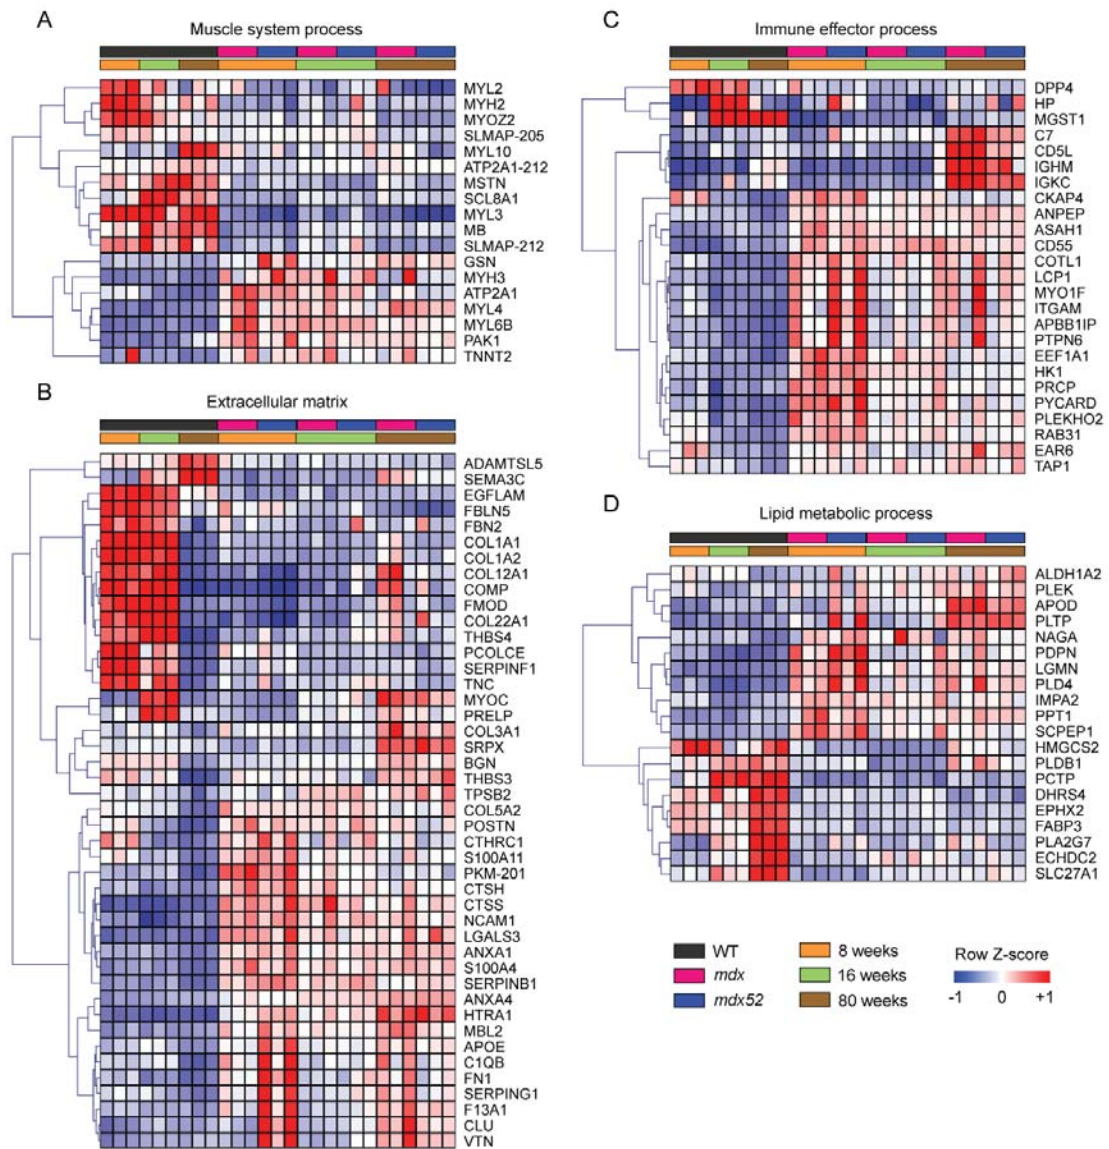 A
Muscle system process
MYL2
MYH2
MYOZ2
SLMAP-205
MYL10
ATP2A1-212
MSTN
SCL8A1
MYL3
MB
SLMAP-212
GSN
MYH3
ATP2A1
MYL4
MYL6B
PAK1
TNNT2
B
Extracellular matrix
ADAMTSL5
SEMA3C
EGFLAM
FBLN5
FBN2
COL1A1
COL1A2
COL12A1
COMP
FMOD
COL22A1
THBS4
PCOLCE
SERPINF1
TNC
MYOC
PRELP
COL3A1
SRPX
BGN
THBS3
TPSB2
COL5A2
POSTN
CTHRC1
S100A11
PKM-201
CTSH
CTSS
NCAM1
LGALS3
ANXA1
S100A4
SERPINB1
ANXA4
HTRA1
MBL2
APOE
C1QB
FN1
SERPING1
F13A1
CLU
VTN
C
Immune effector process
DPP4
HP
MGST1
C7
CD5L
IGHM
IGKC
CKAP4
ANPEP
ASAH1
CD55
COTL1
LCP1
MYO1F
ITGAM
APBB1IP
PTPN6
EEF1A1
HK1
PRCP
PYCARD
PLEKHO2
RAB31
EAR6
TAP1
D
Lipid metabolic process
ALDH1A2
PLEK
APOD
PLTP
NAGA
PDPN
LGMN
PLD4
IMPA2
PPT1
SCPEP1
HMGCS2
PLDB1
PCTP
DHRS4
EPHX2
FABP3
PLA2G7
ECHDC2
SLC27A1
WT
mdx
mdx52
8 weeks
16 weeks
80 weeks
Row Z-score
-1 0 +1